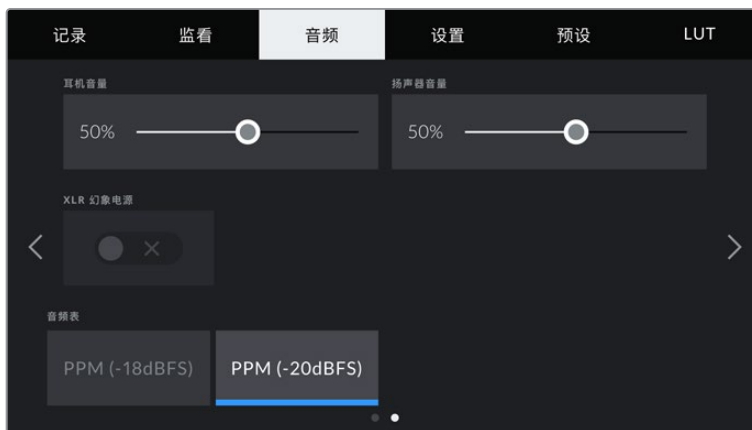 记录 监看 音频 设置 预设 LUT
耳机音量 扬声器音量
50% 50%
XLR 幻象电源
音频表
PPM (-18dBFS) PPM (-20dBFS)